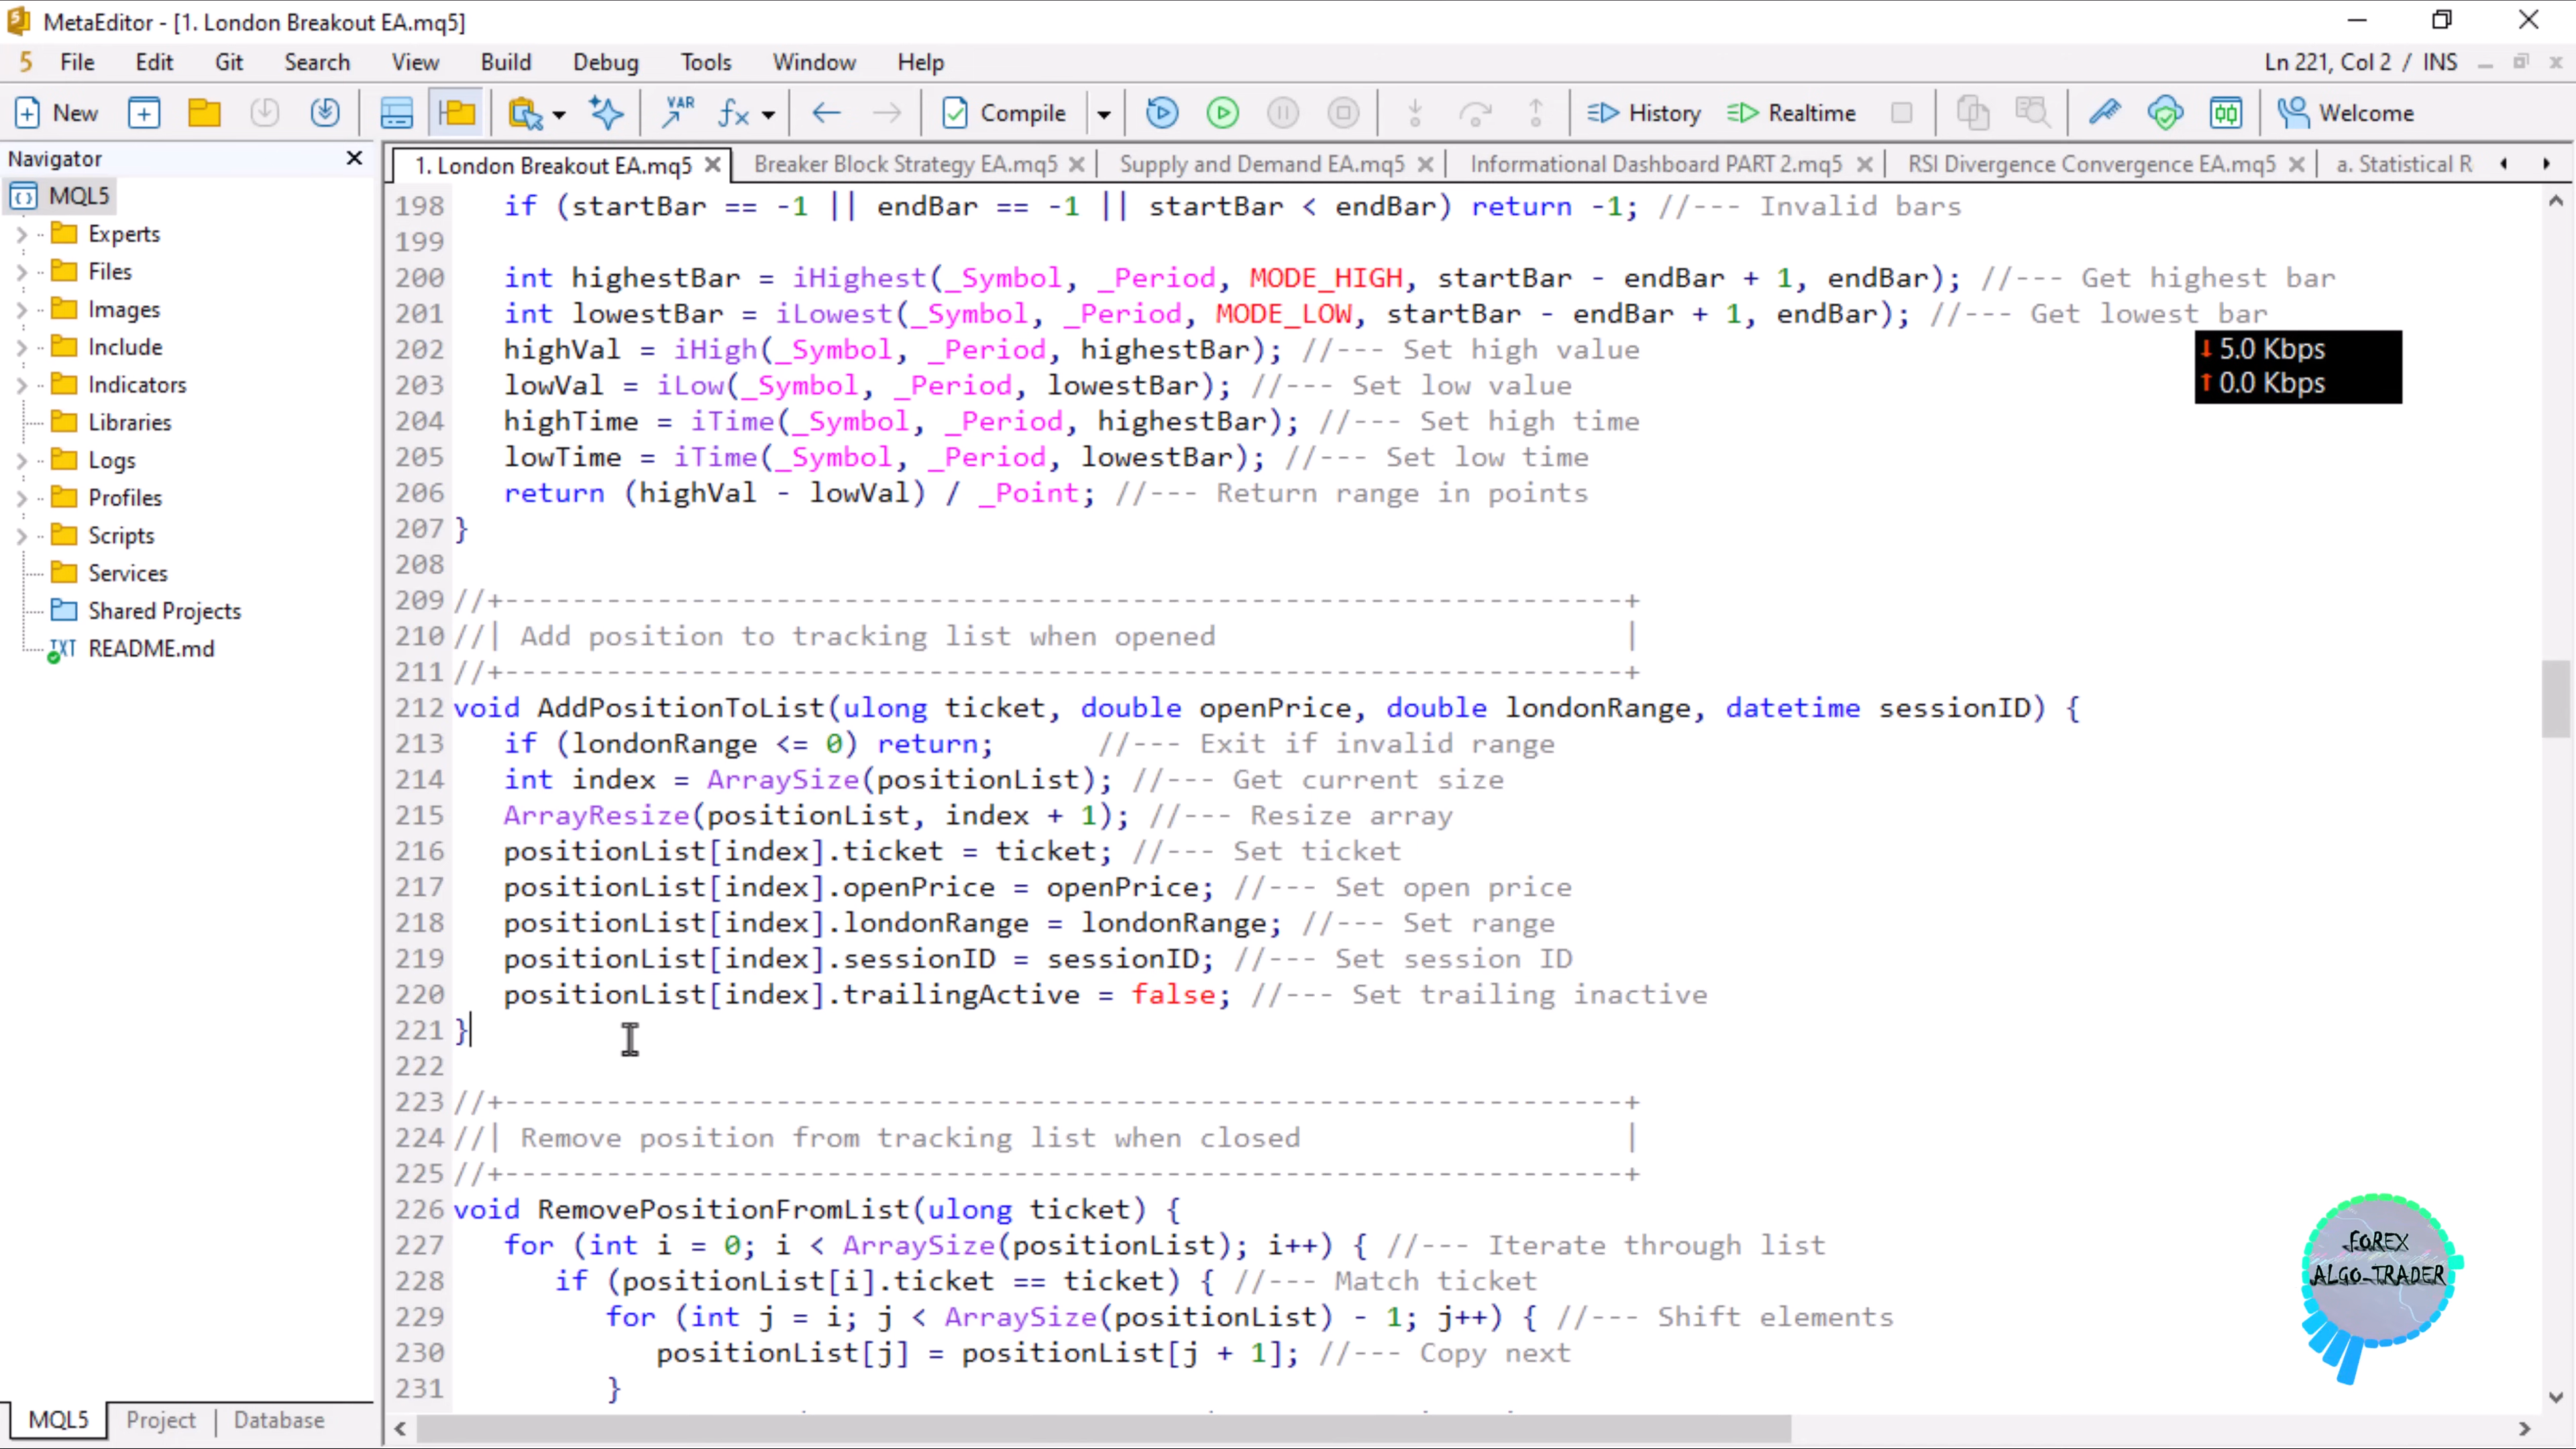 MetaEditor - [1. London Breakout EA.mq5]
5 File Edit Git Search View Build Debug Tools Window Help Ln 221, Col 2 / INS
New VAR fx Compile History Realtime Welcome
Navigator
1. London Breakout EA.mq5 Breaker Block Strategy EA.mq5 Supply and Demand EA.mq5 Informational Dashboard PART 2.mq5 RSI Divergence Convergence EA.mq5 a. Statistical R
MQL5
Experts
Files
Images
Include
Indicators
Libraries
Logs
Profiles
Scripts
Services
Shared Projects
TXT README.md
198 if (startBar == -1 || endBar == -1 || startBar < endBar) return -1; //--- Invalid bars
199
200 int highestBar = iHighest(_Symbol, _Period, MODE_HIGH, startBar - endBar + 1, endBar); //--- Get highest bar
201 int lowestBar = iLowest(_Symbol, _Period, MODE_LOW, startBar - endBar + 1, endBar); //--- Get lowest bar
202 highVal = iHigh(_Symbol, _Period, highestBar); //--- Set high value
203 lowVal = iLow(_Symbol, _Period, lowestBar); //--- Set low value
204 highTime = iTime(_Symbol, _Period, highestBar); //--- Set high time
205 lowTime = iTime(_Symbol, _Period, lowestBar); //--- Set low time
206 return (highVal - lowVal) / _Point; //--- Return range in points
207 }
208
209 //+------------------------------------------------------------------+
210 //| Add position to tracking list when opened |
211 //+------------------------------------------------------------------+
212 void AddPositionToList(ulong ticket, double openPrice, double londonRange, datetime sessionID) {
213 if (londonRange <= 0) return; //--- Exit if invalid range
214 int index = ArraySize(positionList); //--- Get current size
215 ArrayResize(positionList, index + 1); //--- Resize array
216 positionList[index].ticket = ticket; //--- Set ticket
217 positionList[index].openPrice = openPrice; //--- Set open price
218 positionList[index].londonRange = londonRange; //--- Set range
219 positionList[index].sessionID = sessionID; //--- Set session ID
220 positionList[index].trailingActive = false; //--- Set trailing inactive
221 }
222
223 //+------------------------------------------------------------------+
224 //| Remove position from tracking list when closed |
225 //+------------------------------------------------------------------+
226 void RemovePositionFromList(ulong ticket) {
227 for (int i = 0; i < ArraySize(positionList); i++) { //--- Iterate through list
228 if (positionList[i].ticket == ticket) { //--- Match ticket
229 for (int j = i; j < ArraySize(positionList) - 1; j++) { //--- Shift elements
230 positionList[j] = positionList[j + 1]; //--- Copy next
231 }
↓ 5.0 Kbps
↑ 0.0 Kbps
FOREX
ALGO-TRADER
MQL5 Project Database